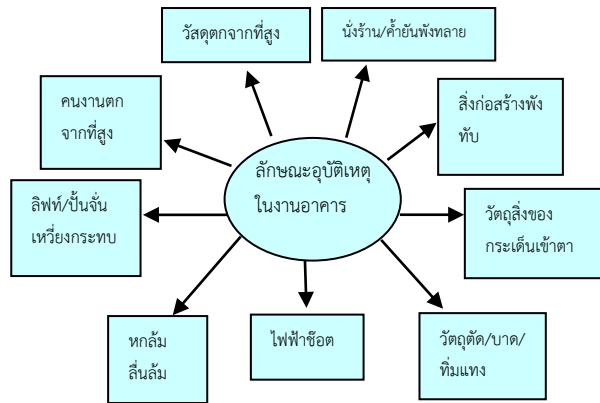 วัสดุตกจากที่สูง
นั่งร้าน/ค้ำยันพังทลาย
คนงานตก
จากที่สูง
สิ่งก่อสร้างพัง
ทับ
ลักษณะอุบัติเหตุ
ในงานอาคาร
ลิฟท์/ปั้นจั่น
เหวี่ยงกระทบ
วัตถุสิ่งของ
กระเด็นเข้าตา
หกล้ม
ลื่นล้ม
ไฟฟ้าช๊อต
วัตถุตัด/บาด/
ทิ่มแทง